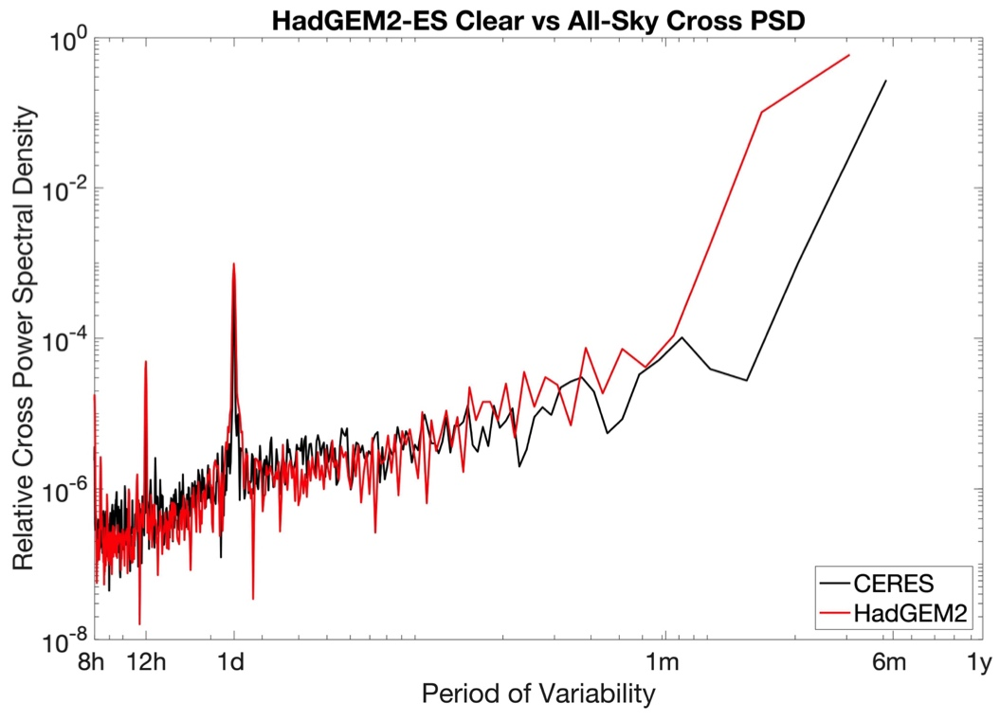 HadGEM2-ES Clear vs All-Sky Cross PSD
Relative Cross Power Spectral Density
10^0
10^-2
10^-4
10^-6
10^-8
8h 12h 1d 1m 6m 1y
Period of Variability
CERES
HadGEM2